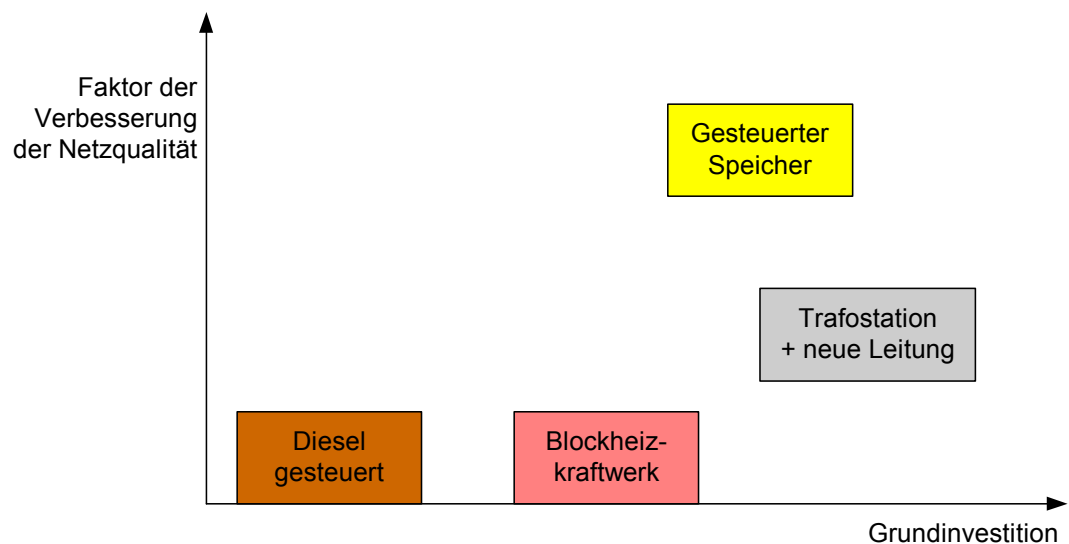 Faktor der
Verbesserung
der Netzqualität
Gesteuerter
Speicher
Trafostation
+ neue Leitung
Diesel
gesteuert
Blockheiz-
kraftwerk
Grundinvestition